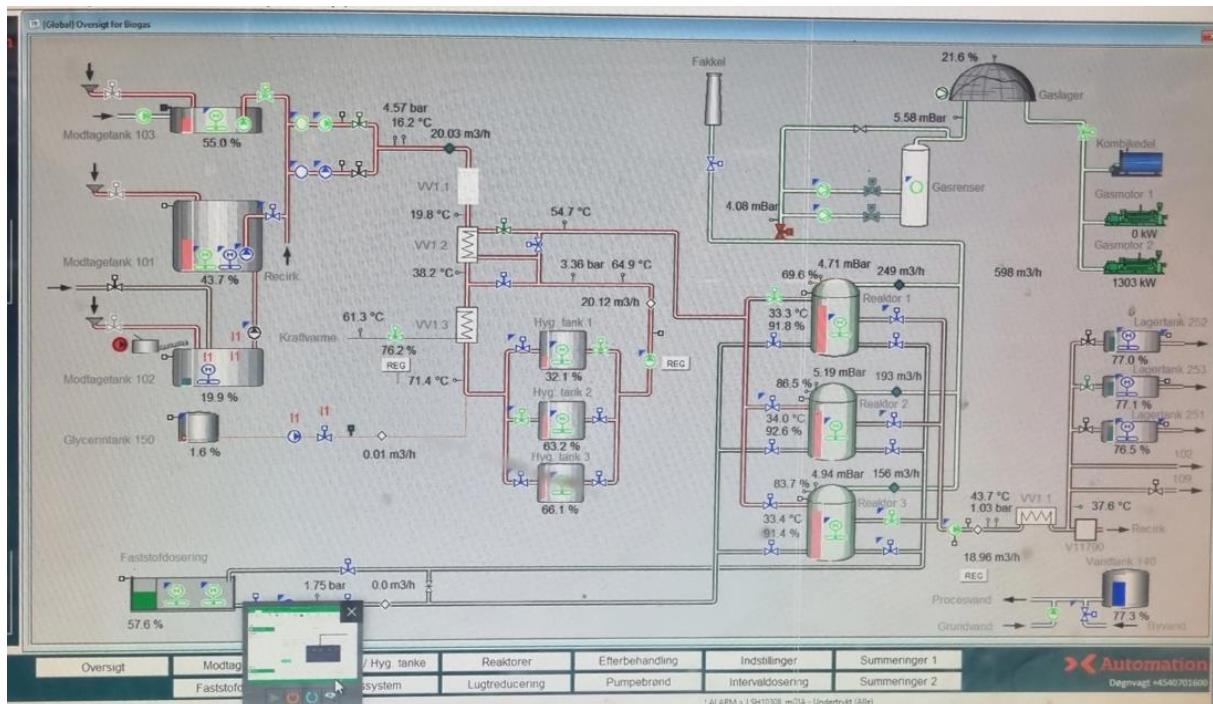 [Global] Oversigt for Biogas
Modtagetank 103
55.0 %
4.57 bar
16.2 °C
20.03 m3/h
Modtagetank 101
43.7 %
Recirk
Modtagetank 102
I1
I1 I1
19.9 %
Glycerintank 150
1.6 %
I1 I1
0.01 m3/h
VV1.1
19.8 °C
VV1.2
38.2 °C
Kraftvarme
61.3 °C
76.2 %
REG
VV1.3
71.4 °C
54.7 °C
3.36 bar 64.9 °C
20.12 m3/h
REG
Hyg. tank 1
32.1 %
Hyg. tank 2
63.2 %
Hyg. tank 3
66.1 %
Fakkel
21.6 %
Gaslager
5.58 mBar
Gasrenser
4.08 mBar
Kombikedel
Gasmotor 1
0 kW
Gasmotor 2
1303 kW
598 m3/h
4.71 mBar
69.6 %
249 m3/h
Reaktor 1
33.3 °C
91.8 %
5.19 mBar
86.5 %
193 m3/h
Reaktor 2
34.0 °C
92.6 %
4.94 mBar
83.7 %
156 m3/h
Reaktor 3
33.4 °C
91.4 %
Lagertank 252
77.0 %
Lagertank 253
77.1 %
Lagertank 251
76.5 %
102
109
43.7 °C
1.03 bar
VV1.1
37.6 °C
V11790
Recirk
18.96 m3/h
REG
Vandtank 140
77.3 %
Procesvand
Grundvand
Byvand
Faststofdosering
57.6 %
1.75 bar
0.0 m3/h
Oversigt
Modtag
/ Hyg. tanke
Reaktorer
Efterbehandling
Indstillinger
Summeringer 1
Faststofd
ssystem
Lugtreducering
Pumpebrønd
Intervaldosering
Summeringer 2
Automation
Døgnvagt +4540701600